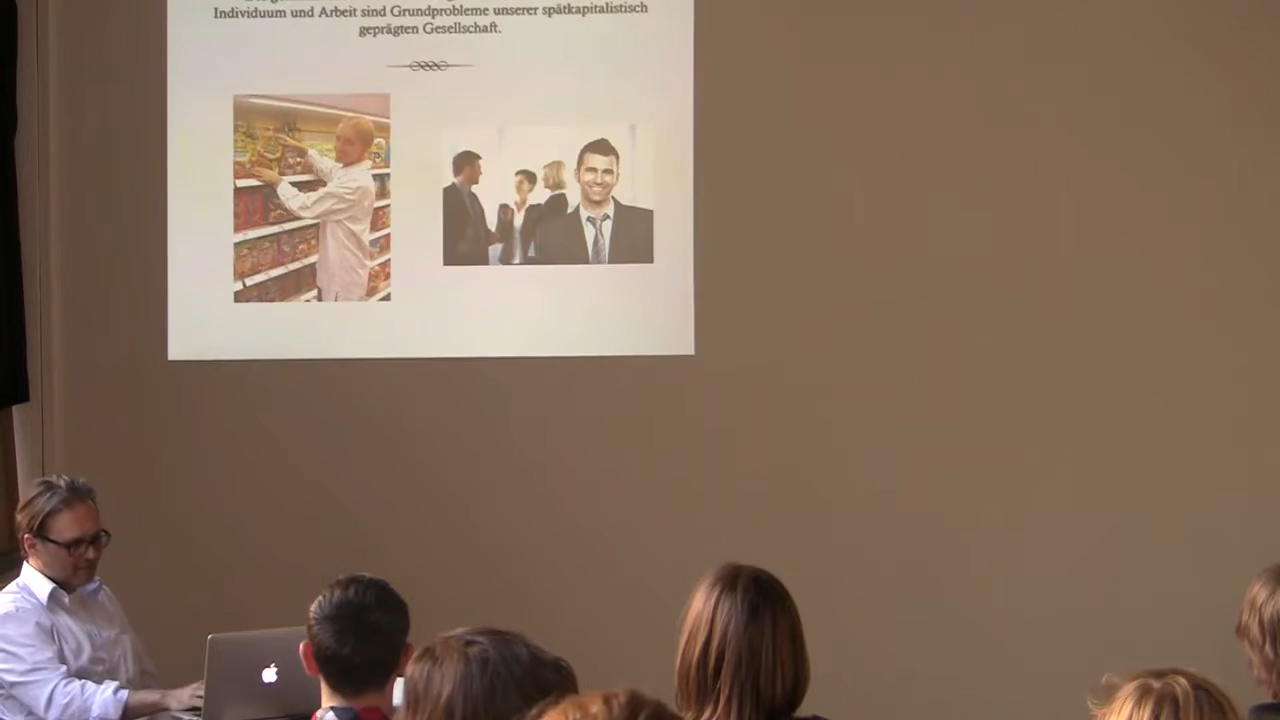 Individuum und Arbeit sind Grundprobleme unserer spätkapitalistisch
geprägten Gesellschaft.